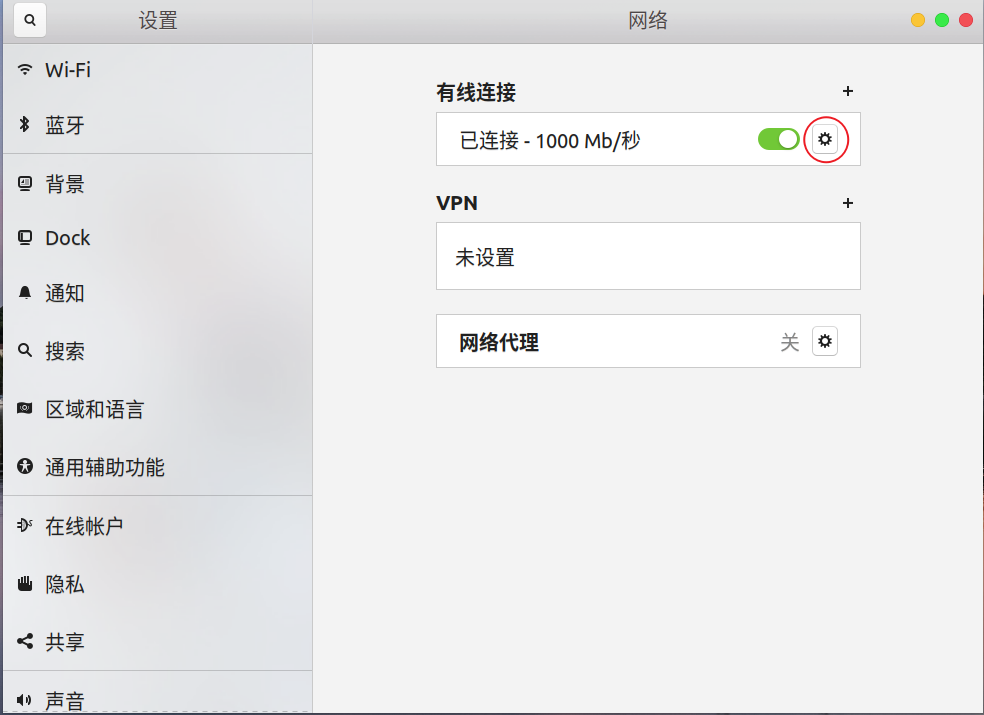 设置
网络
Wi-Fi
蓝牙
背景
Dock
通知
搜索
区域和语言
通用辅助功能
在线帐户
隐私
共享
声音
有线连接
已连接 - 1000 Mb/秒
VPN
未设置
网络代理
关